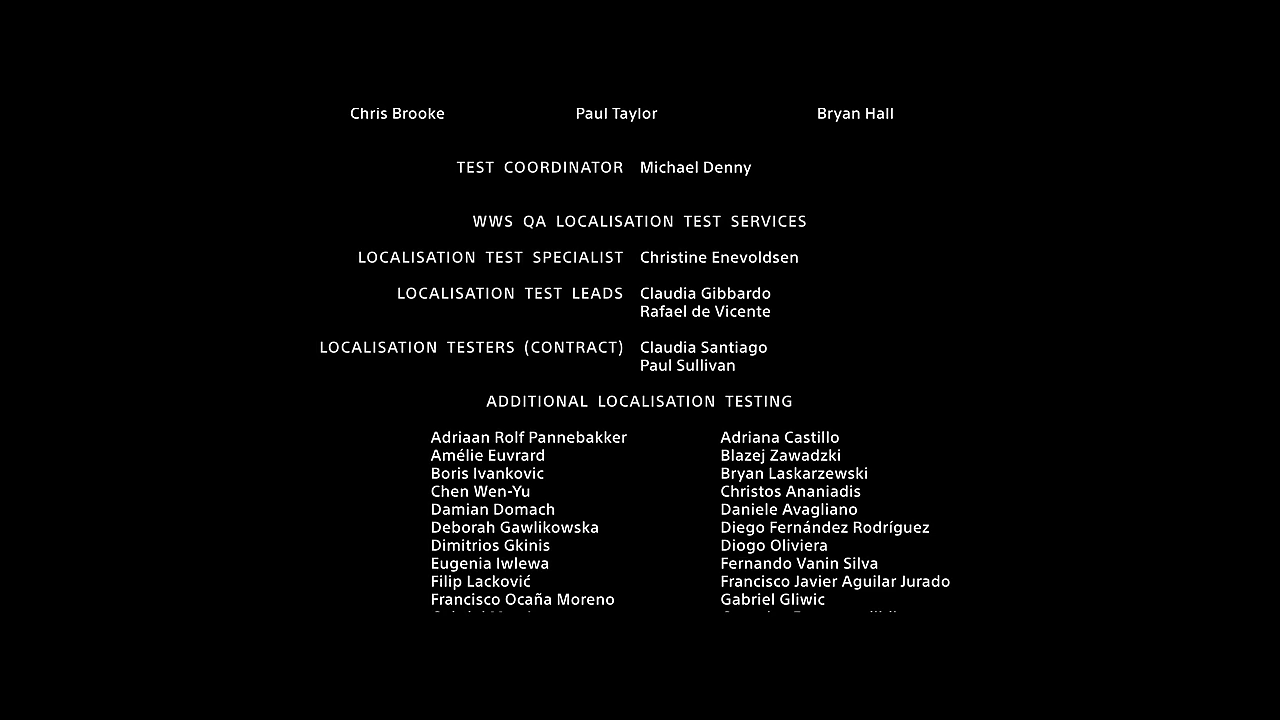 Chris Brooke Paul Taylor Bryan Hall
TEST COORDINATOR Michael Denny
WWS QA LOCALISATION TEST SERVICES
LOCALISATION TEST SPECIALIST Christine Enevoldsen
LOCALISATION TEST LEADS Claudia Gibbardo
Rafael de Vicente
LOCALISATION TESTERS (CONTRACT) Claudia Santiago
Paul Sullivan
ADDITIONAL LOCALISATION TESTING
Adriaan Rolf Pannebakker Adriana Castillo
Amélie Euvrard Blazej Zawadzki
Boris Ivankovic Bryan Laskarzewski
Chen Wen-Yu Christos Ananiadis
Damian Domach Daniele Avagliano
Deborah Gawlikowska Diego Fernández Rodríguez
Dimitrios Gkinis Diogo Oliviera
Eugenia Iwlewa Fernando Vanin Silva
Filip Lacković Francisco Javier Aguilar Jurado
Francisco Ocaña Moreno Gabriel Gliwic